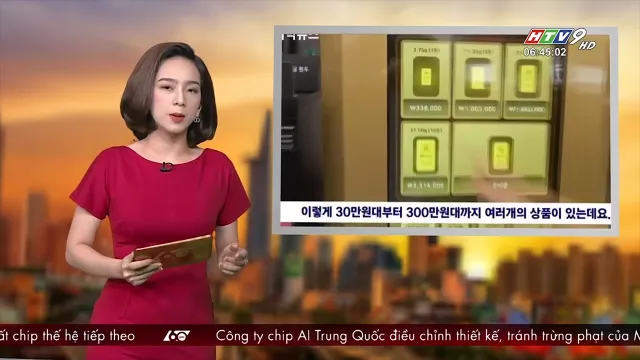 HTV9 HD
06:45:02
₩338,000
이렇게 30만원대부터 300만원대까지 여러개의 상품이 있는데요.
ất chip thế hệ tiếp theo 60 Công ty chip AI Trung Quốc điều chỉnh thiết kế, tránh trừng phạt của M